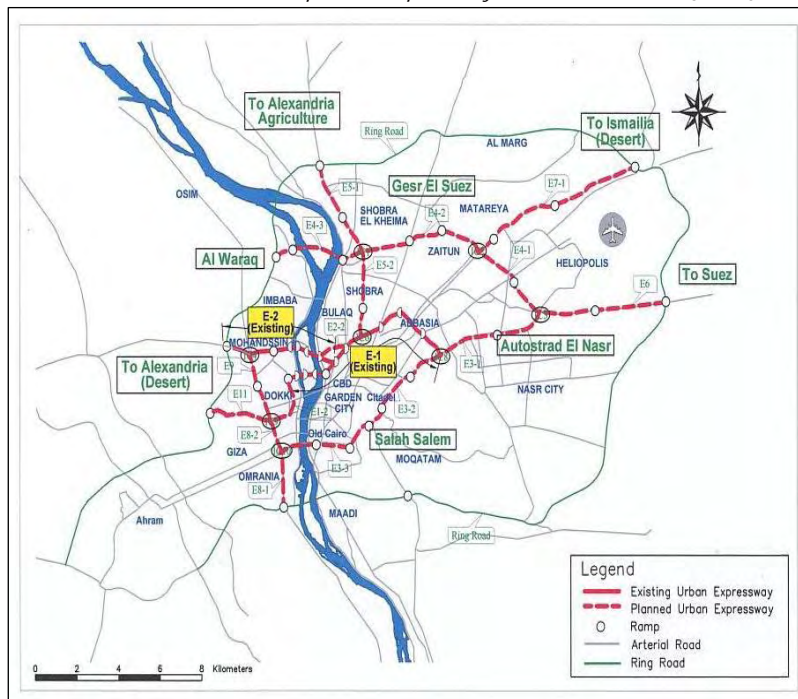 To Alexandria
Agriculture
Ring Road
AL MARG
To Ismailia
(Desert)
OSIM
E5-1
Gesr El Suez
E7-1
SHOBRA
EL KHEIMA
E4-2
MATAREYA
E4-3
Al Waraq
ZAITUN
E4-1
HELIOPOLIS
E5-2
To Suez
SHOBRA
E6
IMBABA
BULAQ
E-2
(Existing)
E2-2
ABBASIA
MOHANDSSIN
E-1
(Existing)
Autostrad El Nasr
To Alexandria
(Desert)
E9
E3-1
CBD
NASR CITY
DOKKI
GARDEN
CITY
Citadel
E11
E1-2
E3-2
E8-2
Old Cairo
Salah Salem
GIZA
MOQATAM
E3-3
OMRANIA
E8-1
MAADI
Ahram
Ring Road
Legend
Existing Urban Expressway
Planned Urban Expressway
Ramp
Arterial Road
Ring Road
0 2 4 6 8 Kilometers